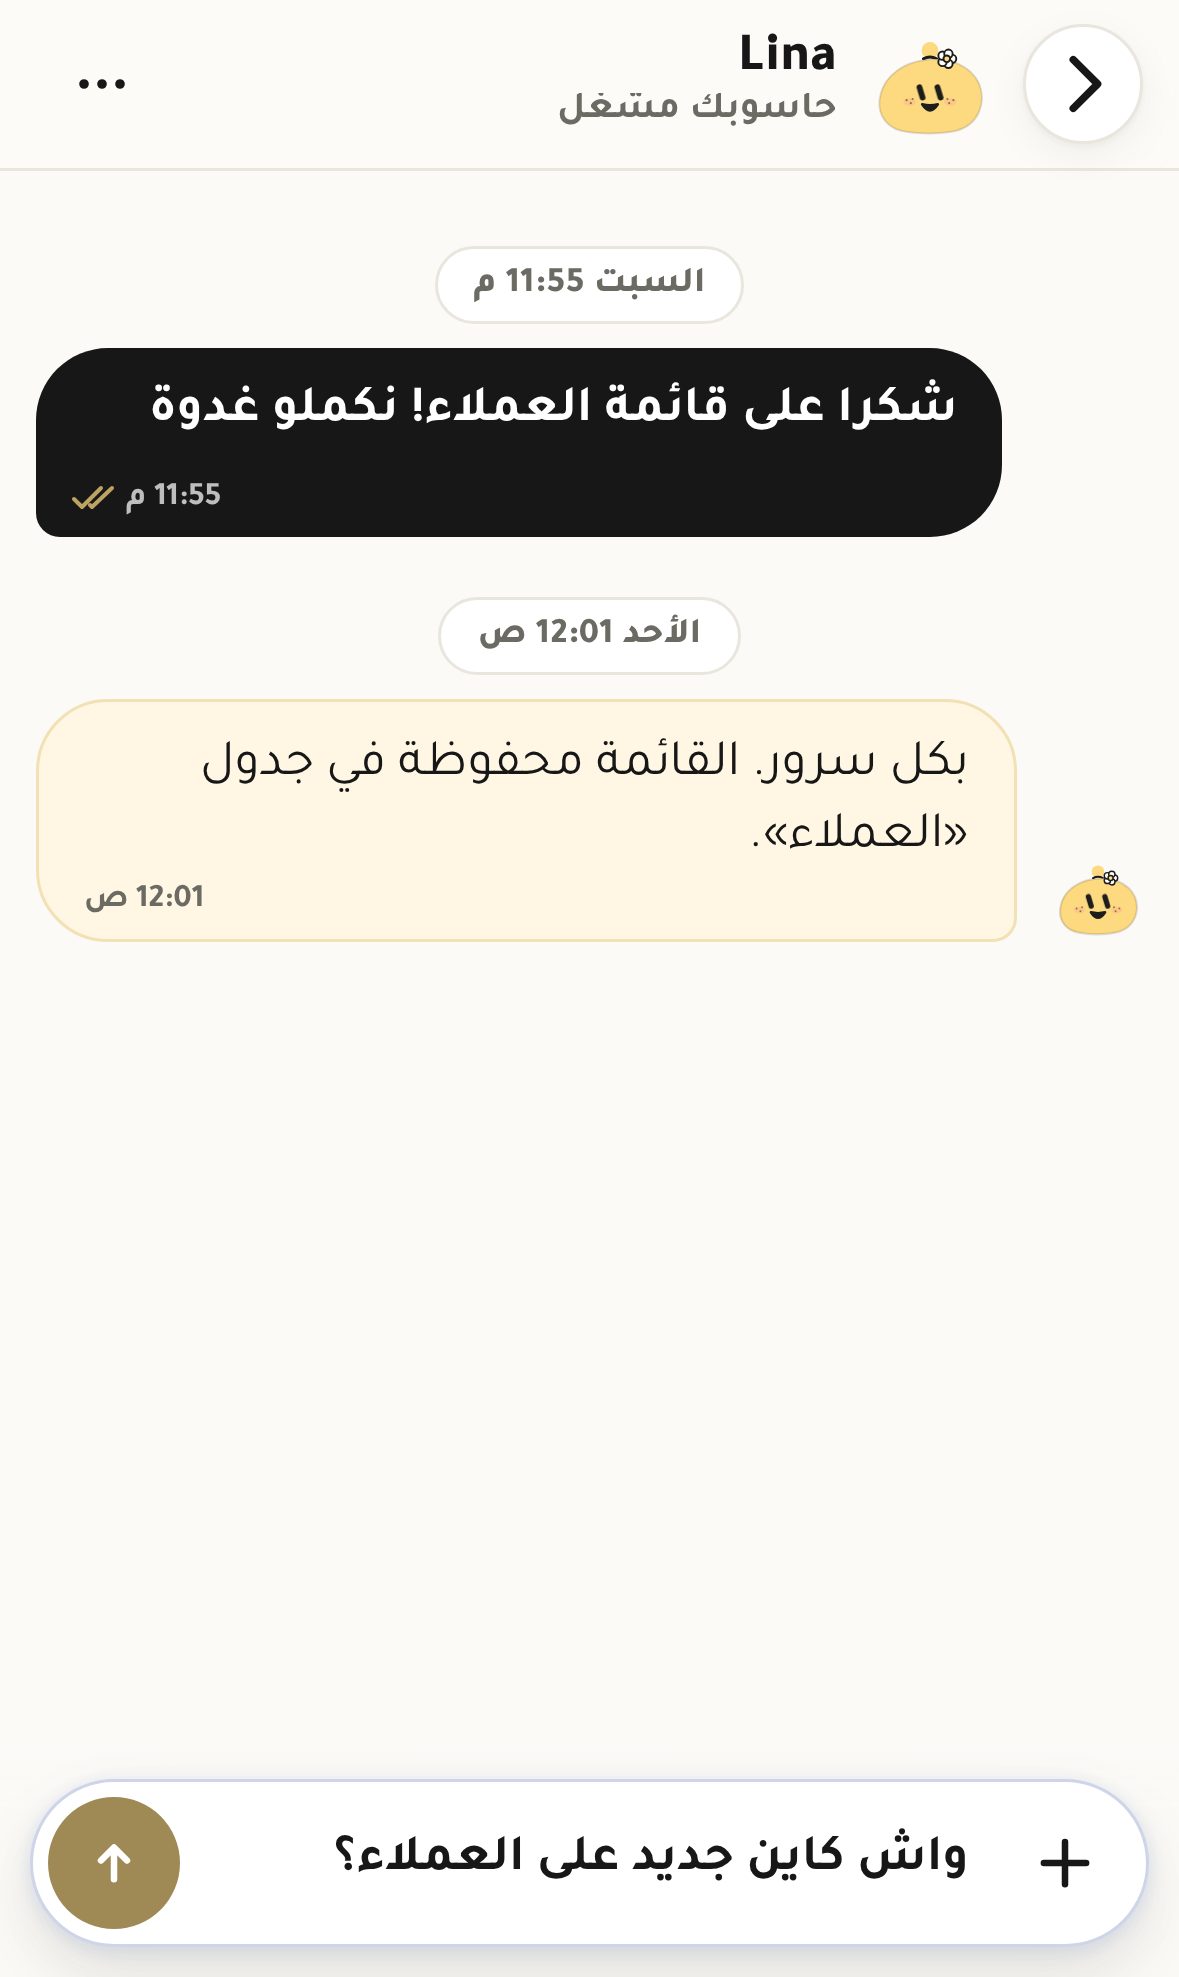 Lina
حاسوبك مشغل
السبت 11:55 م
شكرا على قائمة العملاء! نكملو غدوة
11:55 م
الأحد 12:01 ص
بكل سرور. القائمة محفوظة في جدول
«العملاء».
12:01 ص
واش كاين جديد على العملاء؟